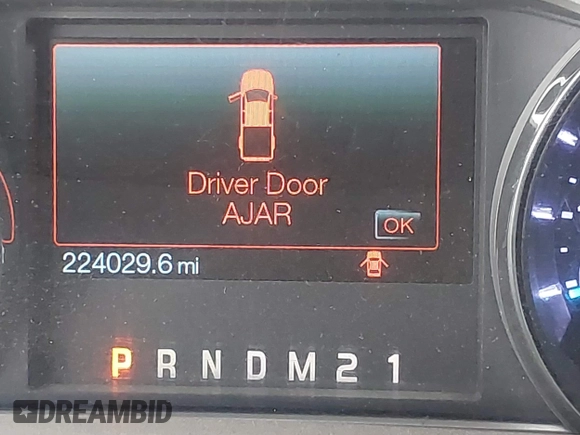 Driver Door
AJAR
OK
224029.6 mi
P R N D M 2 1
DREAMBID